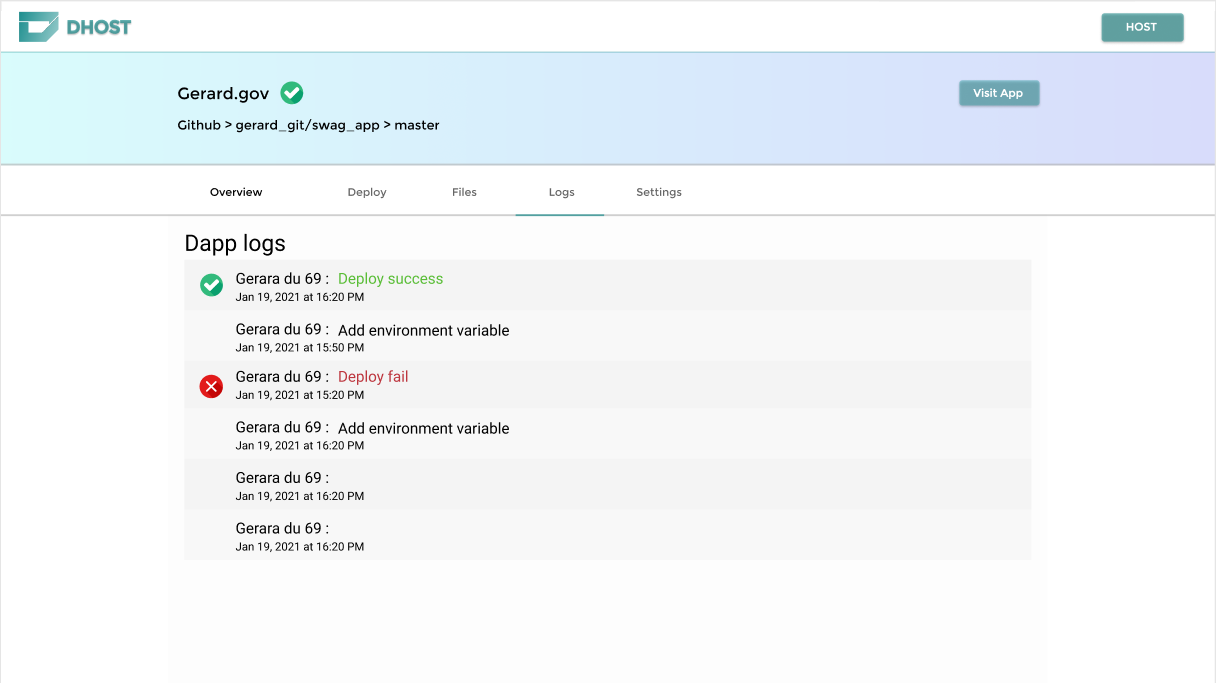 DHOST
HOST
Gerard.gov
Visit App
Github > gerard_git/swag_app > master
Overview Deploy Files Logs Settings
Dapp logs
Gerara du 69 : Deploy success
Jan 19, 2021 at 16:20 PM
Gerara du 69 : Add environment variable
Jan 19, 2021 at 15:50 PM
Gerara du 69 : Deploy fail
Jan 19, 2021 at 15:20 PM
Gerara du 69 : Add environment variable
Jan 19, 2021 at 16:20 PM
Gerara du 69 :
Jan 19, 2021 at 16:20 PM
Gerara du 69 :
Jan 19, 2021 at 16:20 PM